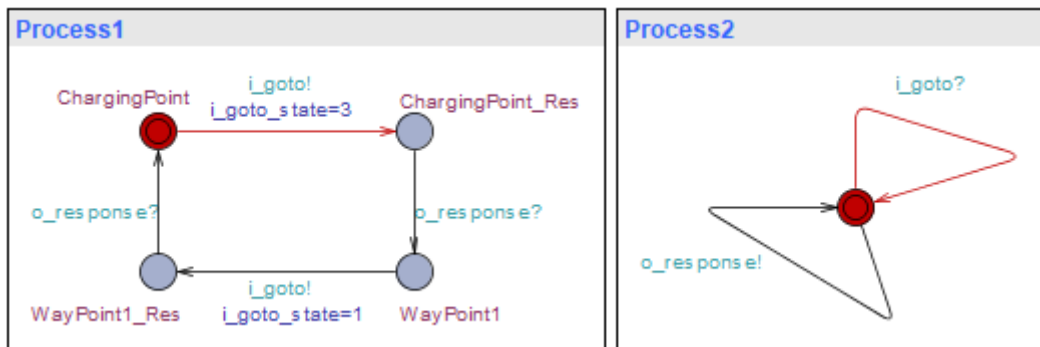 Process1
i_goto!
ChargingPoint
i_goto_state=3
ChargingPoint_Res
o_response?
o_response?
i_goto!
WayPoint1_Res
i_goto_state=1
WayPoint1
Process2
i_goto?
o_response!